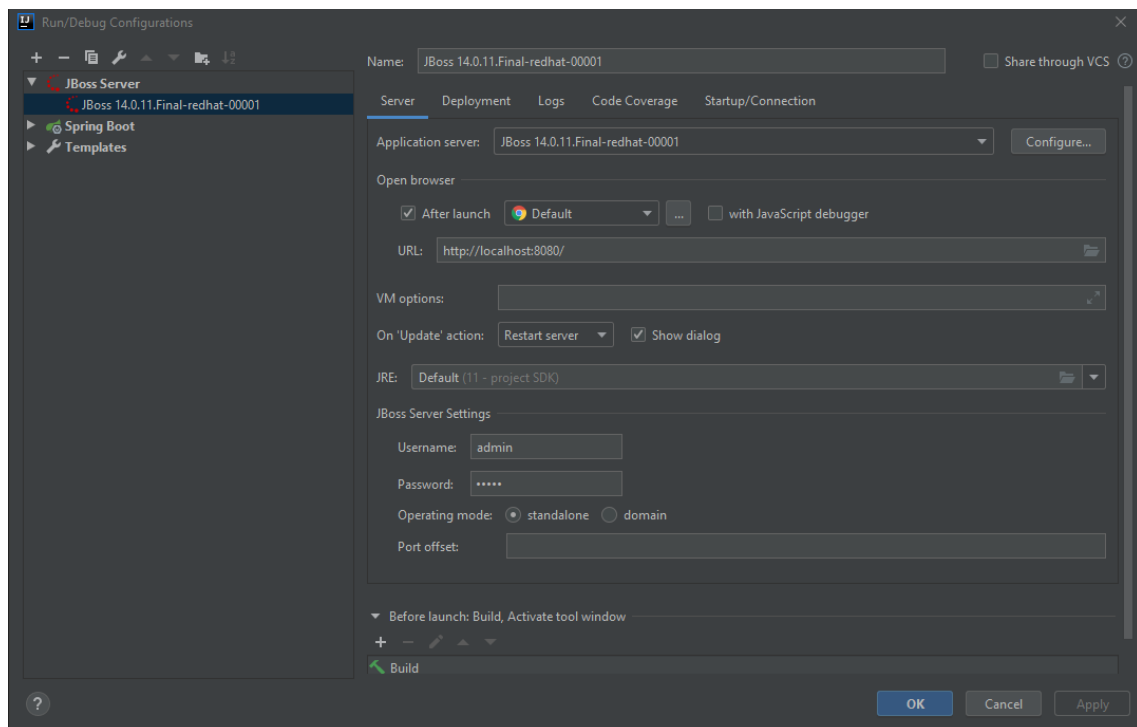 Run/Debug Configurations
JBoss Server
JBoss 14.0.11.Final-redhat-00001
Spring Boot
Templates
Name: JBoss 14.0.11.Final-redhat-00001 Share through VCS ?
Server Deployment Logs Code Coverage Startup/Connection
Application server: JBoss 14.0.11.Final-redhat-00001 Configure...
Open browser
After launch Default ... with JavaScript debugger
URL: http://localhost:8080/
VM options:
On 'Update' action: Restart server Show dialog
JRE: Default (11 - project SDK)
JBoss Server Settings
Username: admin
Password: •••••
Operating mode: standalone domain
Port offset:
Before launch: Build, Activate tool window
Build
? OK Cancel Apply